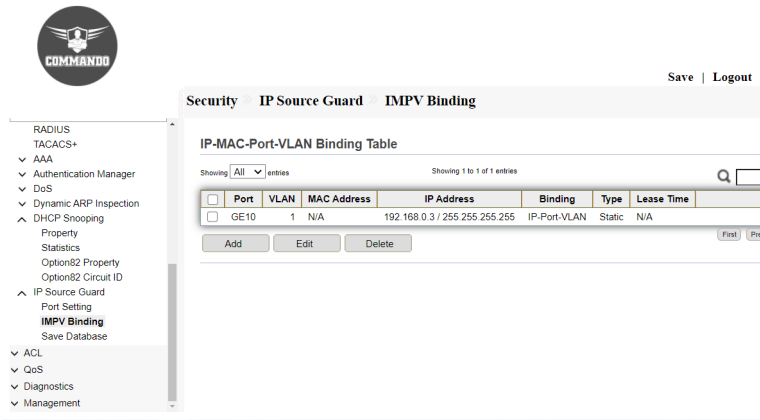 COMMANDO
Save | Logout
Security » IP Source Guard » IMPV Binding
RADIUS
TACACS+
AAA
Authentication Manager
DoS
Dynamic ARP Inspection
DHCP Snooping
Property
Statistics
Option82 Property
Option82 Circuit ID
IP Source Guard
Port Setting
IMPV Binding
Save Database
ACL
QoS
Diagnostics
Management
IP-MAC-Port-VLAN Binding Table
Showing All entries Showing 1 to 1 of 1 entries
Port VLAN MAC Address IP Address Binding Type Lease Time
GE10 1 N/A 192.168.0.3 / 255.255.255.255 IP-Port-VLAN Static N/A
First Pre
Add Edit Delete